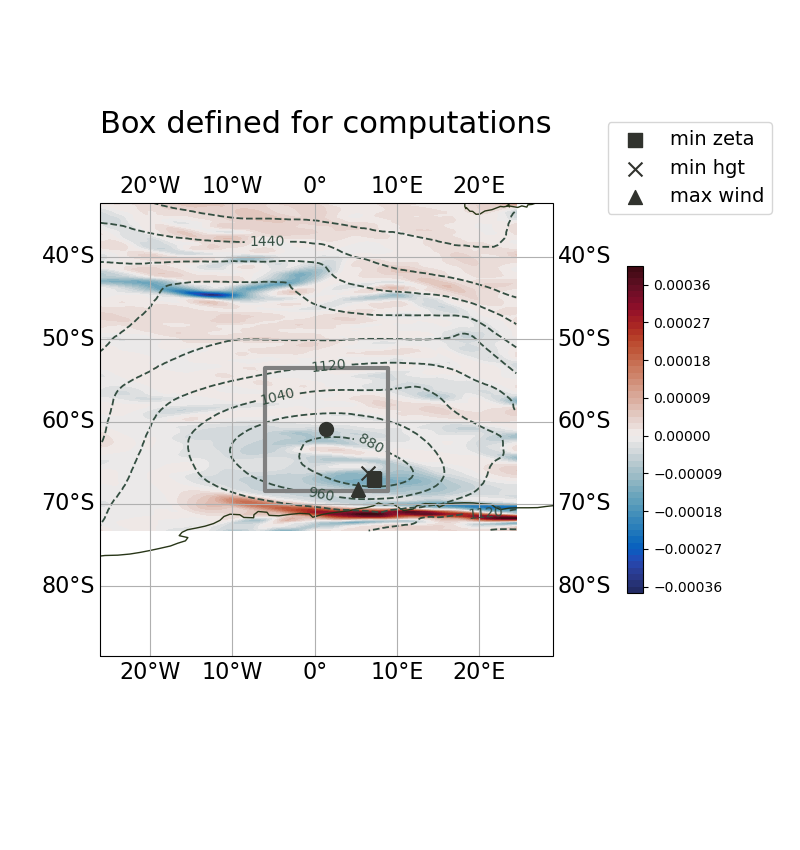 Box defined for computations
min zeta
min hgt
max wind
20°W 10°W 0° 10°E 20°E
1440
40°S 40°S
50°S 50°S
1120
1040
60°S 60°S
880
960
70°S 70°S
1120
80°S 80°S
20°W 10°W 0° 10°E 20°E
0.00036
0.00027
0.00018
0.00009
0.00000
−0.00009
−0.00018
−0.00027
−0.00036